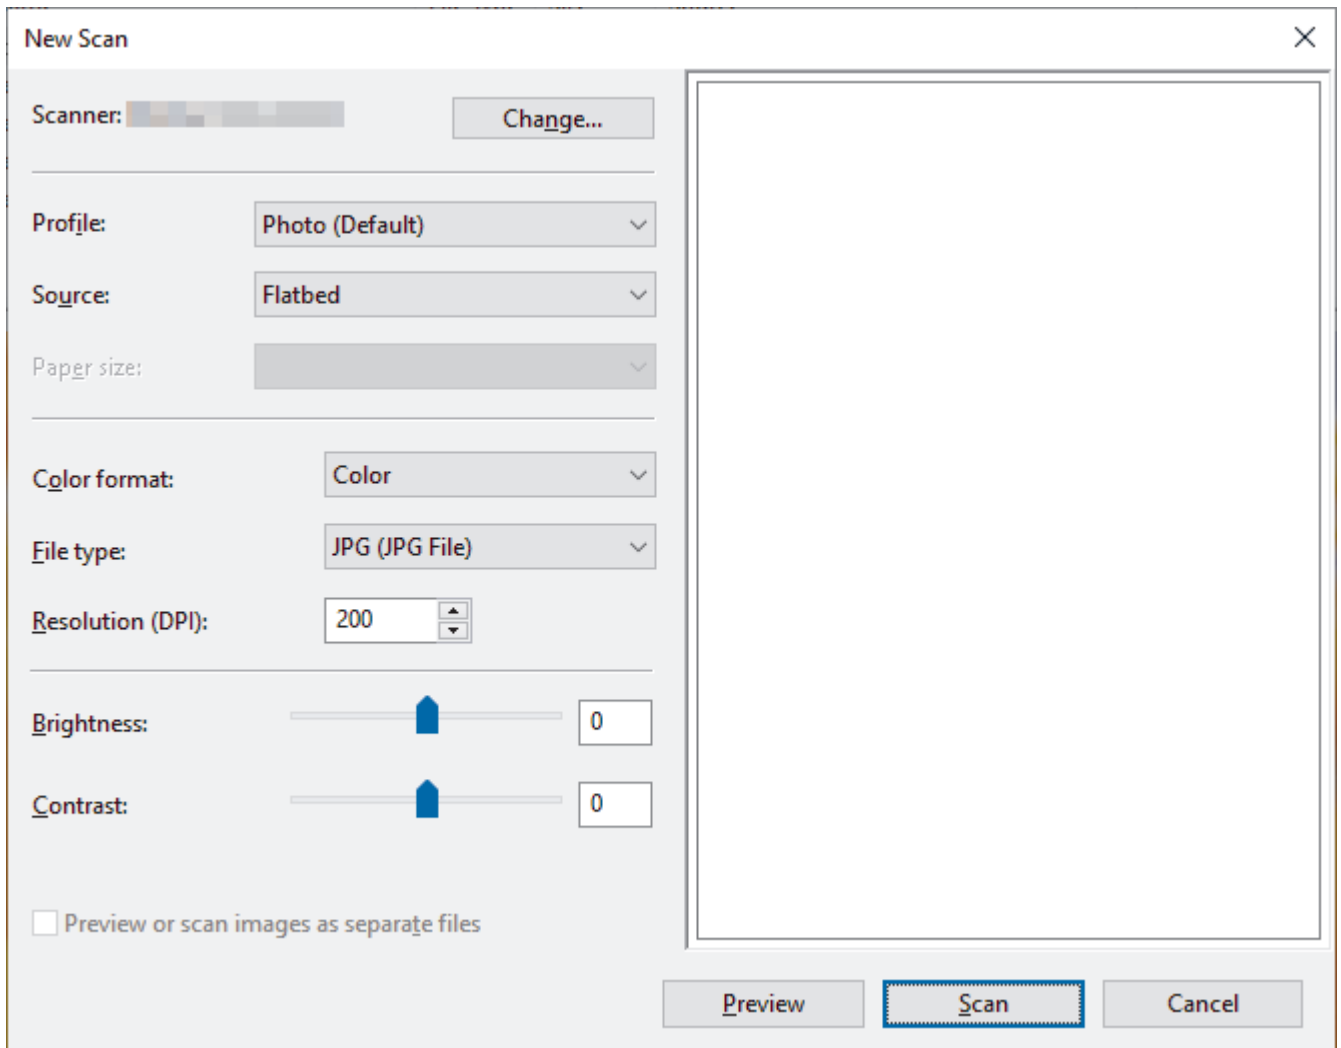 New Scan
Scanner:
Change...
Profile: Photo (Default)
Source: Flatbed
Paper size:
Color format: Color
File type: JPG (JPG File)
Resolution (DPI): 200
Brightness: 0
Contrast: 0
Preview or scan images as separate files
Preview Scan Cancel